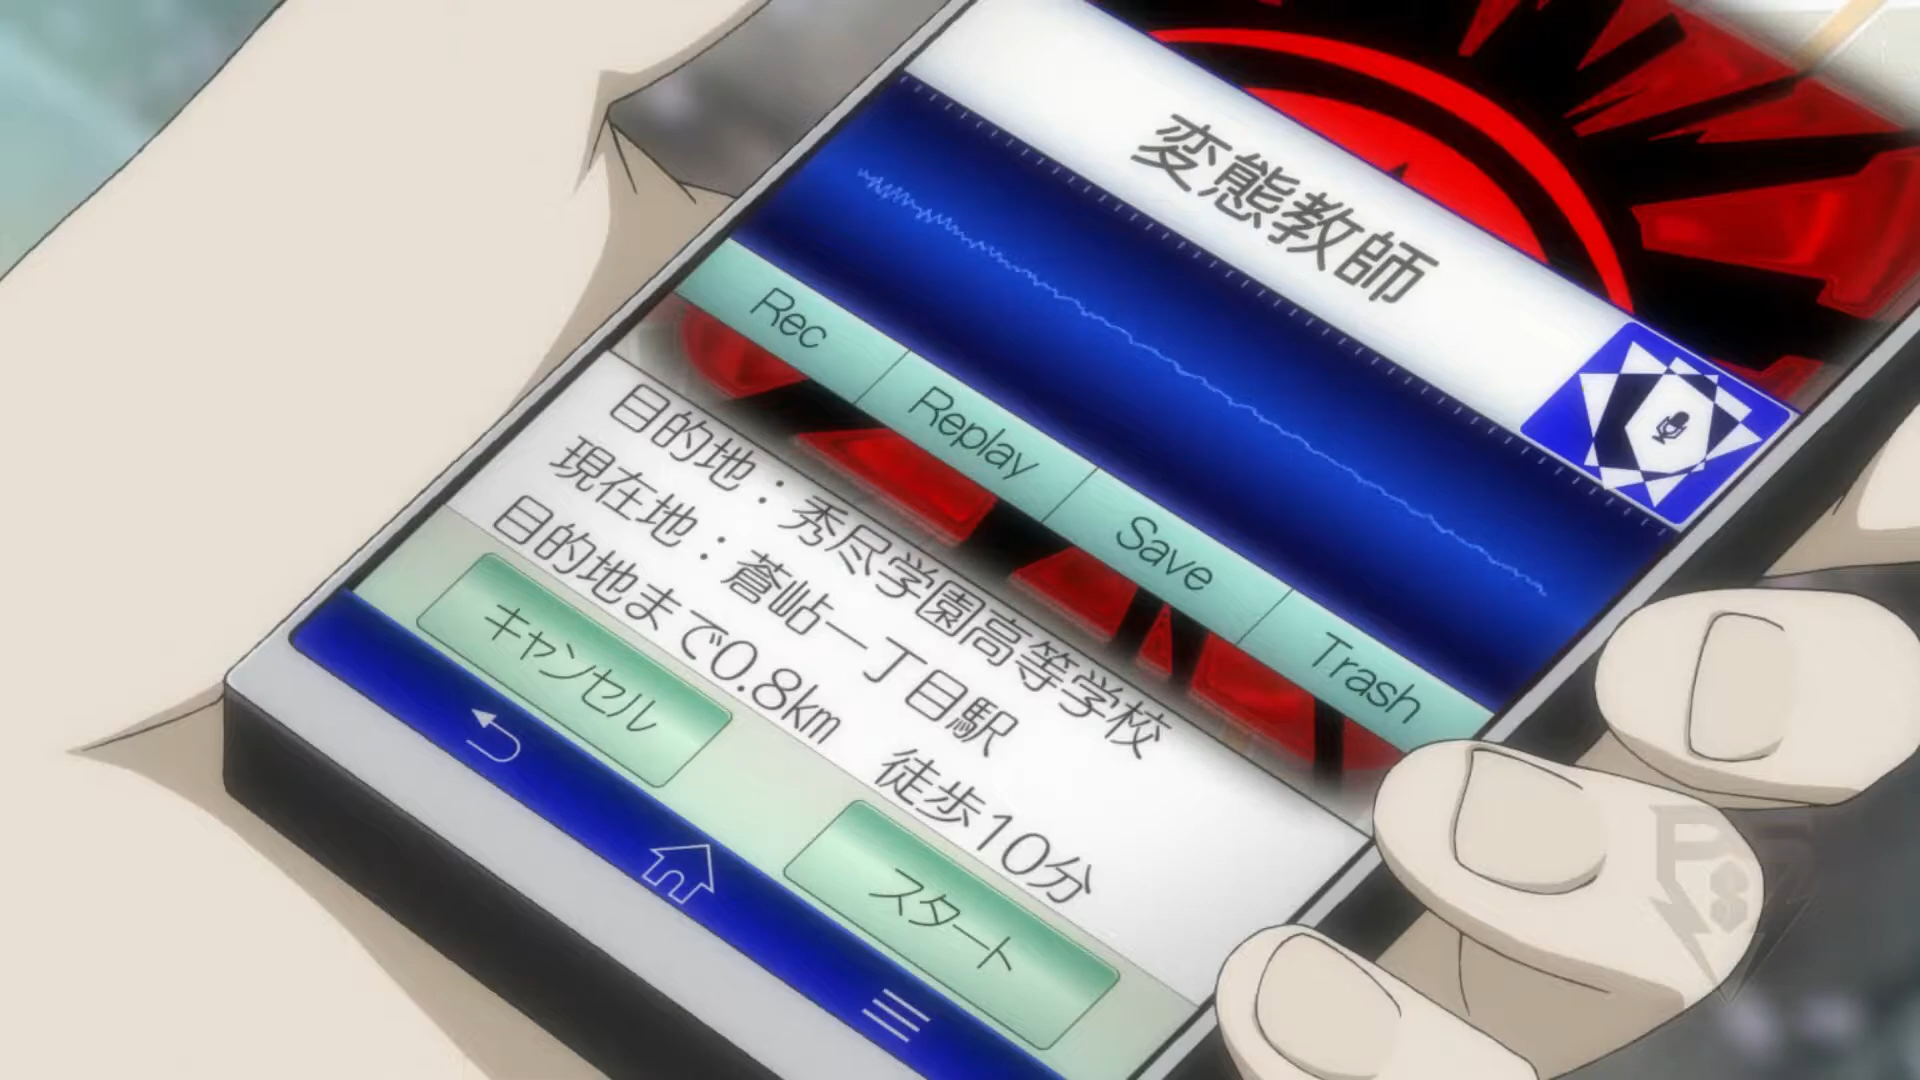 変態教師
Rec
Replay
Save
Trash
目的地：秀尽学園高等学校
現在地：蒼山一丁目駅
目的地まで0.8km 徒歩10分
キャンセル
スタート
P5